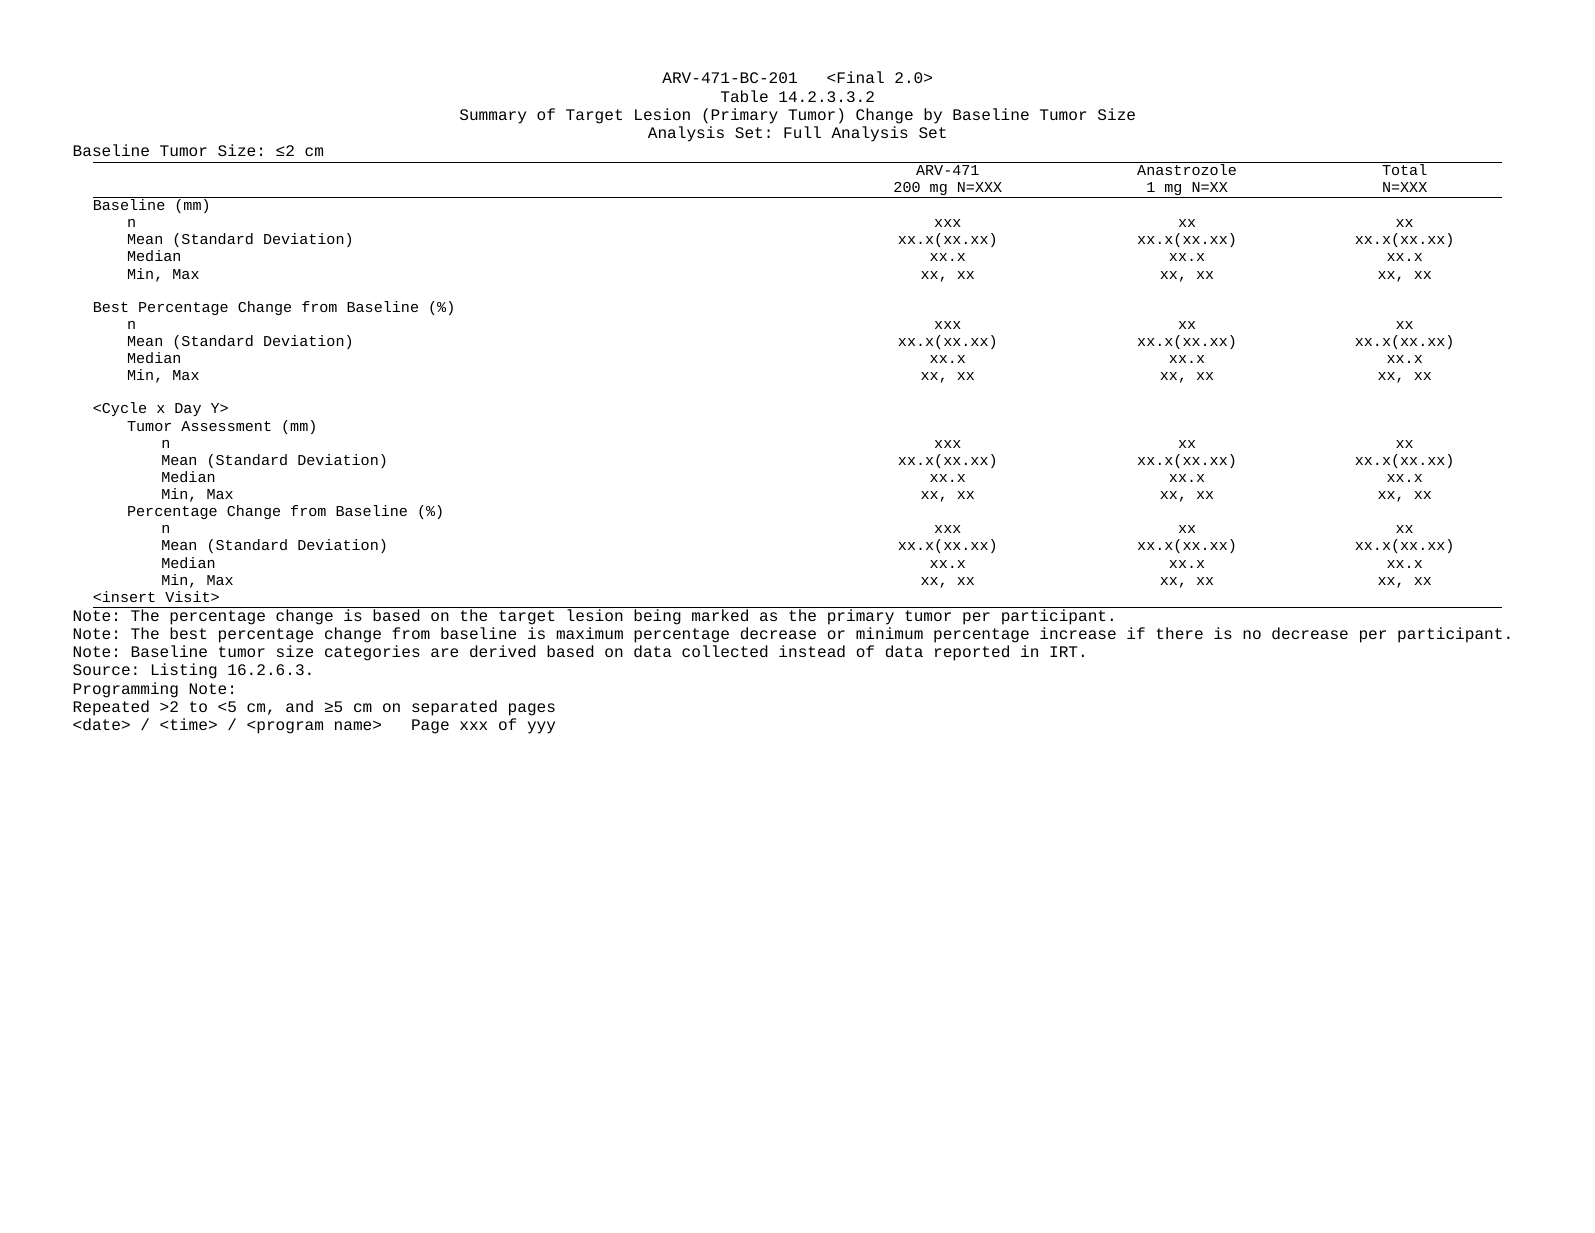 ARV-471-BC-201   <Final 2.0>
Table 14.2.3.3.2
Summary of Target Lesion (Primary Tumor) Change by Baseline Tumor Size
Analysis Set: Full Analysis Set
Baseline Tumor Size: ≤2 cm
ARV-471 Anastrozole Total
200 mg N=XXX 1 mg N=XX N=XXX
Baseline (mm)
n xxx xx xx
Mean (Standard Deviation) xx.x(xx.xx) xx.x(xx.xx) xx.x(xx.xx)
Median xx.x xx.x xx.x
Min, Max xx, xx xx, xx xx, xx
Best Percentage Change from Baseline (%)
n xxx xx xx
Mean (Standard Deviation) xx.x(xx.xx) xx.x(xx.xx) xx.x(xx.xx)
Median xx.x xx.x xx.x
Min, Max xx, xx xx, xx xx, xx
<Cycle x Day Y>
Tumor Assessment (mm)
n xxx xx xx
Mean (Standard Deviation) xx.x(xx.xx) xx.x(xx.xx) xx.x(xx.xx)
Median xx.x xx.x xx.x
Min, Max xx, xx xx, xx xx, xx
Percentage Change from Baseline (%)
n xxx xx xx
Mean (Standard Deviation) xx.x(xx.xx) xx.x(xx.xx) xx.x(xx.xx)
Median xx.x xx.x xx.x
Min, Max xx, xx xx, xx xx, xx
<insert Visit>
Note: The percentage change is based on the target lesion being marked as the primary tumor per participant.
Note: The best percentage change from baseline is maximum percentage decrease or minimum percentage increase if there is no decrease per participant.
Note: Baseline tumor size categories are derived based on data collected instead of data reported in IRT.
Source: Listing 16.2.6.3.
Programming Note:
Repeated >2 to <5 cm, and ≥5 cm on separated pages
<date> / <time> / <program name>   Page xxx of yyy